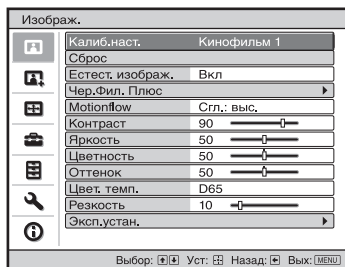 Изображ.
Калиб.наст. Кинофильм 1
Сброс
Естест. изображ. Вкл
Чер.Фил. Плюс
Motionflow Сгл.: выс.
Контраст 90
Яркость 50
Цветность 50
Оттенок 50
Цвет. темп. D65
Резкость 10
Эксп.устан.
Выбор: Уст: Назад: Вых: MENU